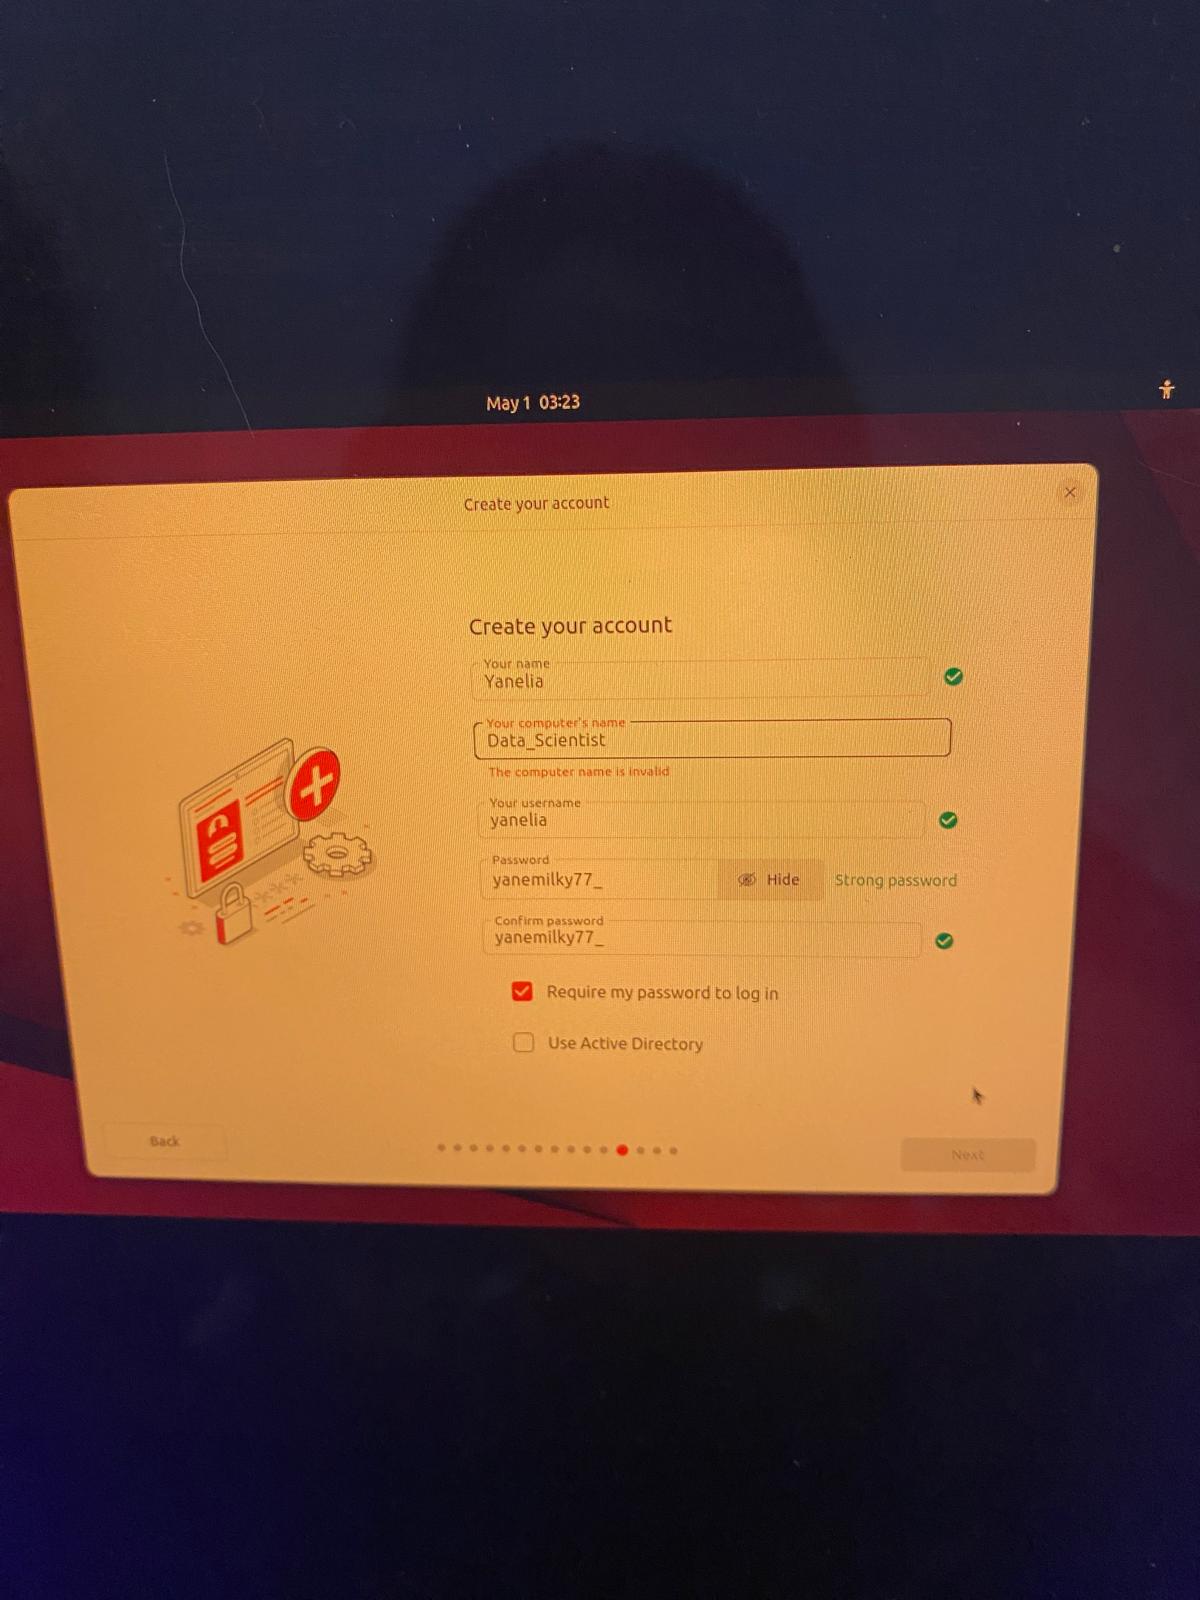 May 1 03:23
Create your account
Create your account
Your name
Yanelia
Your computer's name
Data_Scientist
The computer name is invalid
Your username
yanelia
Password
yanemilky77_
Hide
Strong password
Confirm password
yanemilky77_
Require my password to log in
Use Active Directory
Back
Next